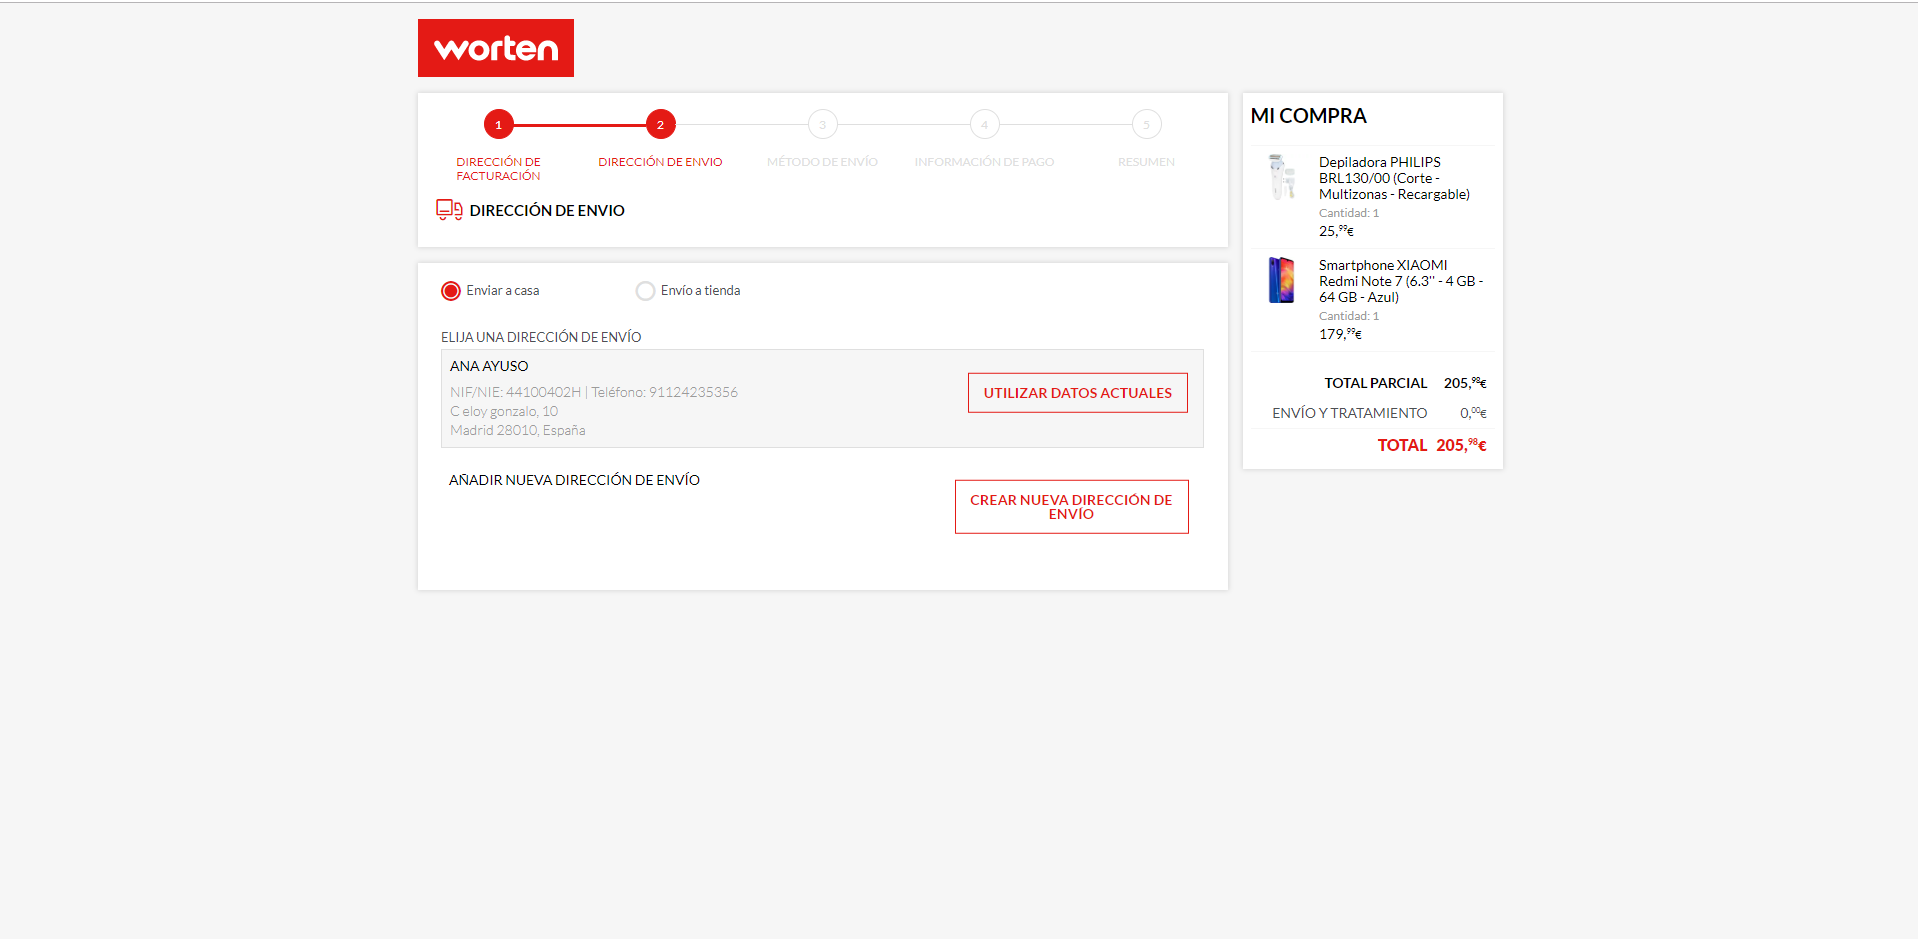 worten
1
2
3
4
5
DIRECCIÓN DE
FACTURACIÓN
DIRECCIÓN DE ENVIO
MÉTODO DE ENVÍO
INFORMACIÓN DE PAGO
RESUMEN
DIRECCIÓN DE ENVIO
Enviar a casa
Envío a tienda
ELIJA UNA DIRECCIÓN DE ENVÍO
ANA AYUSO
NIF/NIE: 44100402H | Teléfono: 91124235356
C eloy gonzalo, 10
Madrid 28010, España
UTILIZAR DATOS ACTUALES
AÑADIR NUEVA DIRECCIÓN DE ENVÍO
CREAR NUEVA DIRECCIÓN DE
ENVÍO
MI COMPRA
Depiladora PHILIPS
BRL130/00 (Corte -
Multizonas - Recargable)
Cantidad: 1
25,99€
Smartphone XIAOMI
Redmi Note 7 (6.3'' - 4 GB -
64 GB - Azul)
Cantidad: 1
179,99€
TOTAL PARCIAL 205,98€
ENVÍO Y TRATAMIENTO 0,00€
TOTAL 205,98€